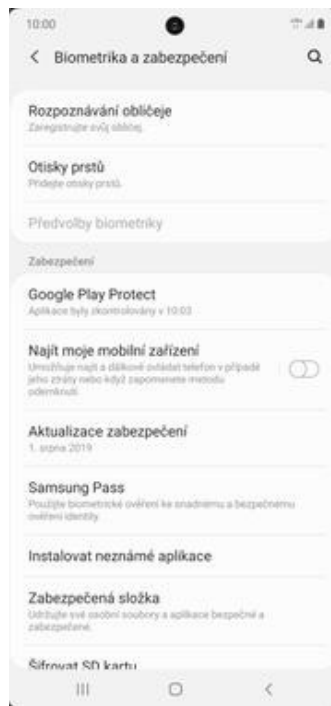 10:00
Biometrika a zabezpečení
Rozpoznávání obličeje
Zaregistrujte svůj obličej.
Otisky prstů
Přidejte otisky prstů.
Předvolby biometriky
Zabezpečení
Google Play Protect
Aplikace byly zkontrolovány v 10:03
Najít moje mobilní zařízení
Umožňuje najít a dálkově ovládat telefon v případě
jeho ztráty nebo když zapomenete metodu
odemknutí.
Aktualizace zabezpečení
1. srpna 2019
Samsung Pass
Použijte biometrické ověření ke snadnému a bezpečnému
ověření identity.
Instalovat neznámé aplikace
Zabezpečená složka
Udržujte své osobní soubory a aplikace bezpečné a
zabezpečené.
Šifrovat SD kartu